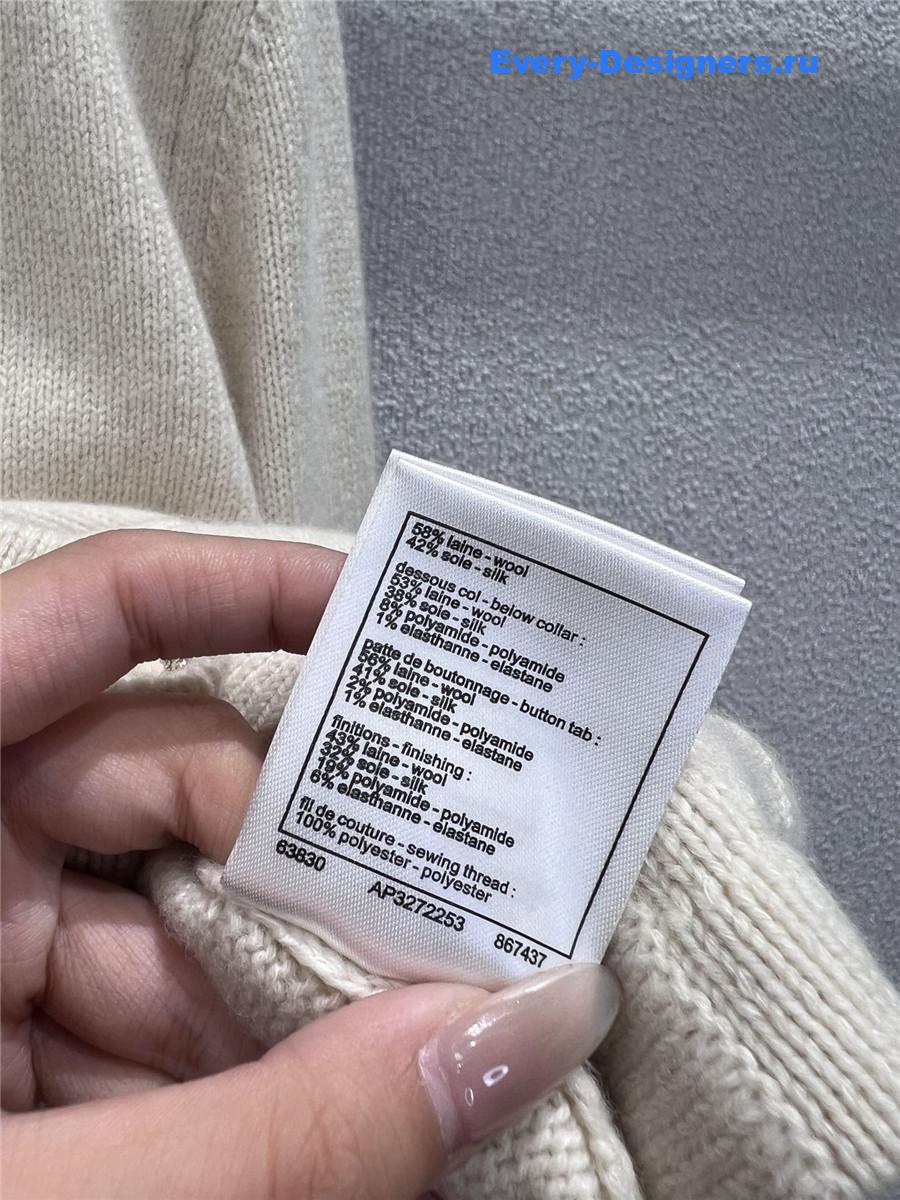 Every-Designers.ru
58% laine - wool
42% soie - silk
dessous col - below collar :
53% laine - wool
38% soie - silk
8% polyamide - polyamide
1% elasthanne - elastane
patte de boutonnage - button tab :
56% laine - wool
41% soie - silk
2% polyamide - polyamide
1% elasthanne - elastane
finitions - finishing :
43% laine - wool
32% soie - silk
19% polyamide - polyamide
6% elasthanne - elastane
fil de couture - sewing thread :
100% polyester - polyester
63830 AP3272253 867437